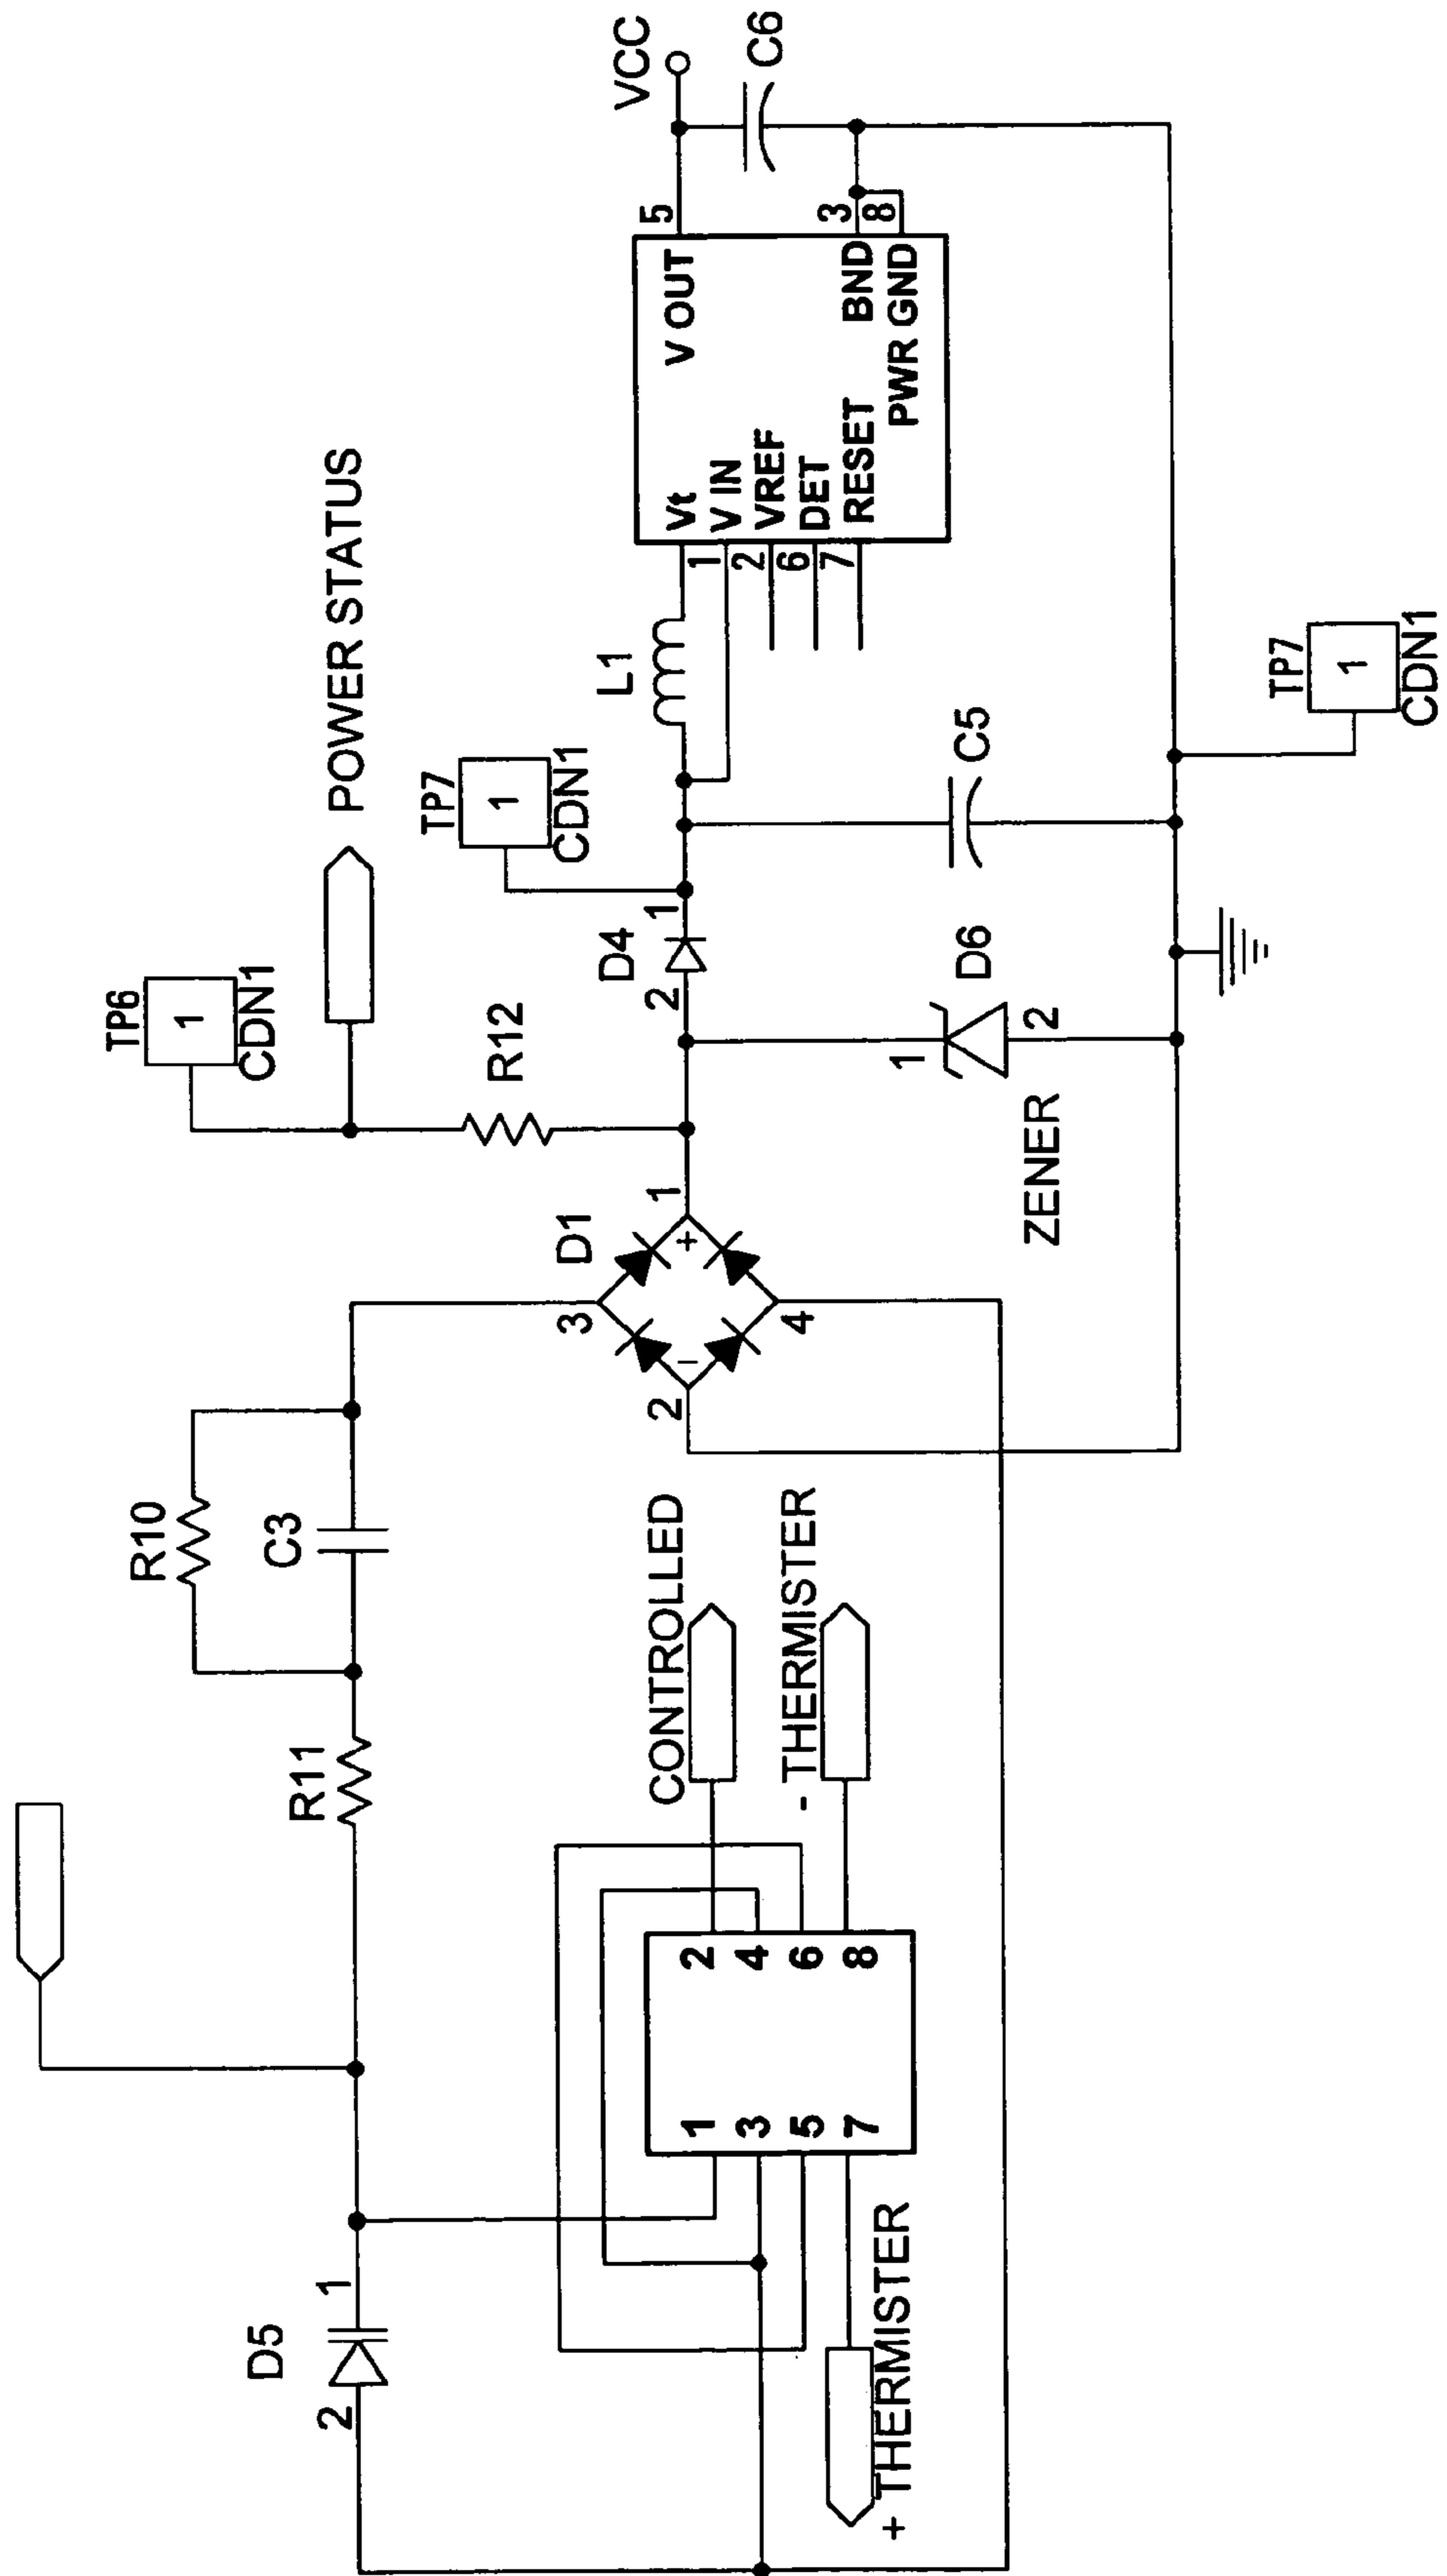 TP6
1
CDN1
POWER STATUS
R10
C3
R11
R12
D1
3
1
+
-
2
4
TP7
1
CDN1
D4
2
1
L1
VCC
C6
5
V OUT
Vt
1
V IN
2
VREF
6
DET
7
RESET
3
BND
8
PWR GND
D5
2
1
CONTROLLED
- THERMISTER
1
2
3
4
5
6
7
8
+ THERMISTER
1
D6
2
ZENER
C5
TP7
1
CDN1